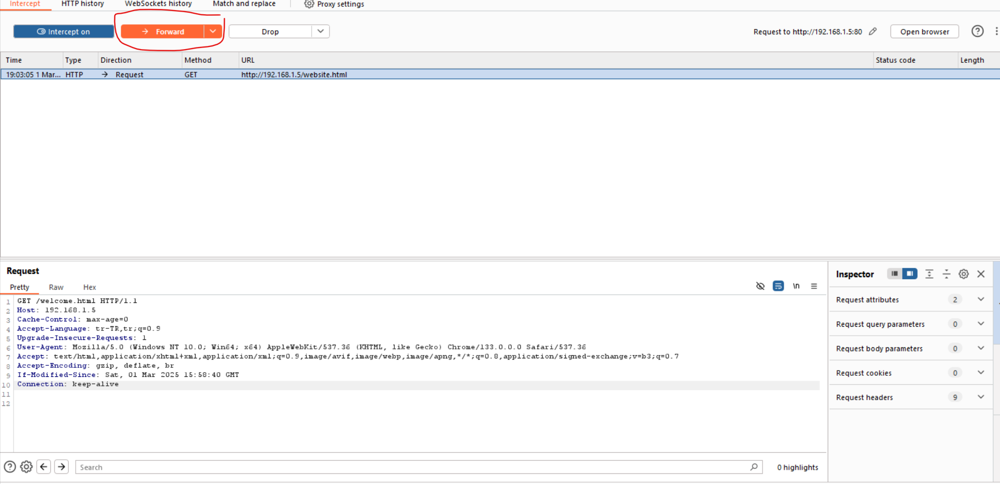 Intercept HTTP history WebSockets history Match and replace Proxy settings
Intercept on Forward Drop Request to http://192.168.1.5:80 Open browser ?
Time Type Direction Method URL Status code Length
19:03:05 1 Mar... HTTP → Request GET http://192.168.1.5/website.html
Request
Pretty Raw Hex \n
1 GET /welcome.html HTTP/1.1
2 Host: 192.168.1.5
3 Cache-Control: max-age=0
4 Accept-Language: tr-TR,tr;q=0.9
5 Upgrade-Insecure-Requests: 1
6 User-Agent: Mozilla/5.0 (Windows NT 10.0; Win64; x64) AppleWebKit/537.36 (KHTML, like Gecko) Chrome/133.0.0.0 Safari/537.36
7 Accept: text/html,application/xhtml+xml,application/xml;q=0.9,image/avif,image/webp,image/apng,*/*;q=0.8,application/signed-exchange;v=b3;q=0.7
8 Accept-Encoding: gzip, deflate, br
9 If-Modified-Since: Sat, 01 Mar 2025 15:58:40 GMT
10 Connection: keep-alive
11
12
Inspector
Request attributes 2
Request query parameters 0
Request body parameters 0
Request cookies 0
Request headers 9
? Search 0 highlights